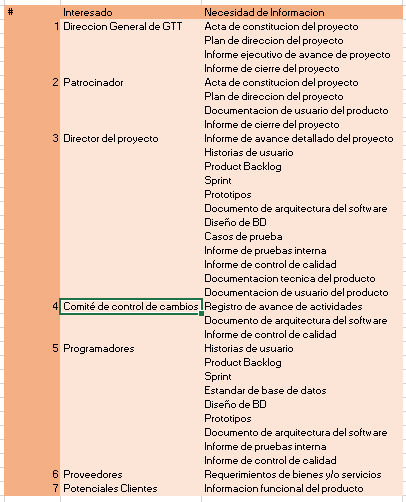 # Interesado Necesidad de Informacion
1 Direccion General de GTT Acta de constitucion del proyecto
Plan de direccion del proyecto
Informe ejecutivo de avance de proyecto
Informe de cierre del proyecto
2 Patrocinador Acta de constitucion del proyecto
Plan de direccion del proyecto
Documentacion de usuario del producto
Informe de cierre del proyecto
3 Director del proyecto Informe de avance detallado del proyecto
Historias de usuario
Product Backlog
Sprint
Prototipos
Documento de arquitectura del software
Diseño de BD
Casos de prueba
Informe de pruebas interna
Informe de control de calidad
Documentacion tecnica del producto
Documentacion de usuario del producto
4 Comité de control de cambios Registro de avance de actividades
Documento de arquitectura del software
Informe de control de calidad
5 Programadores Historias de usuario
Product Backlog
Sprint
Estandar de base de datos
Diseño de BD
Prototipos
Documento de arquitectura del software
Informe de pruebas interna
Informe de control de calidad
6 Proveedores Requerimientos de bienes y/o servicios
7 Potenciales Clientes Informacion funcional del producto